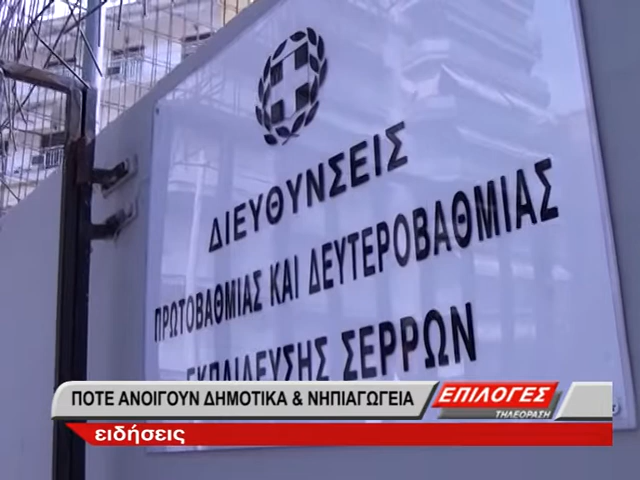 ΔΙΕΥΘΥΝΣΕΙΣ
ΠΡΩΤΟΒΑΘΜΙΑΣ ΚΑΙ ΔΕΥΤΕΡΟΒΑΘΜΙΑΣ
ΕΚΠΑΙΔΕΥΣΗΣ ΣΕΡΡΩΝ
ΠΟΤΕ ΑΝΟΙΓΟΥΝ ΔΗΜΟΤΙΚΑ & ΝΗΠΙΑΓΩΓΕΙΑ
ΕΠΙΛΟΓΕΣ
ΤΗΛΕΟΡΑΣΗ
ειδήσεις